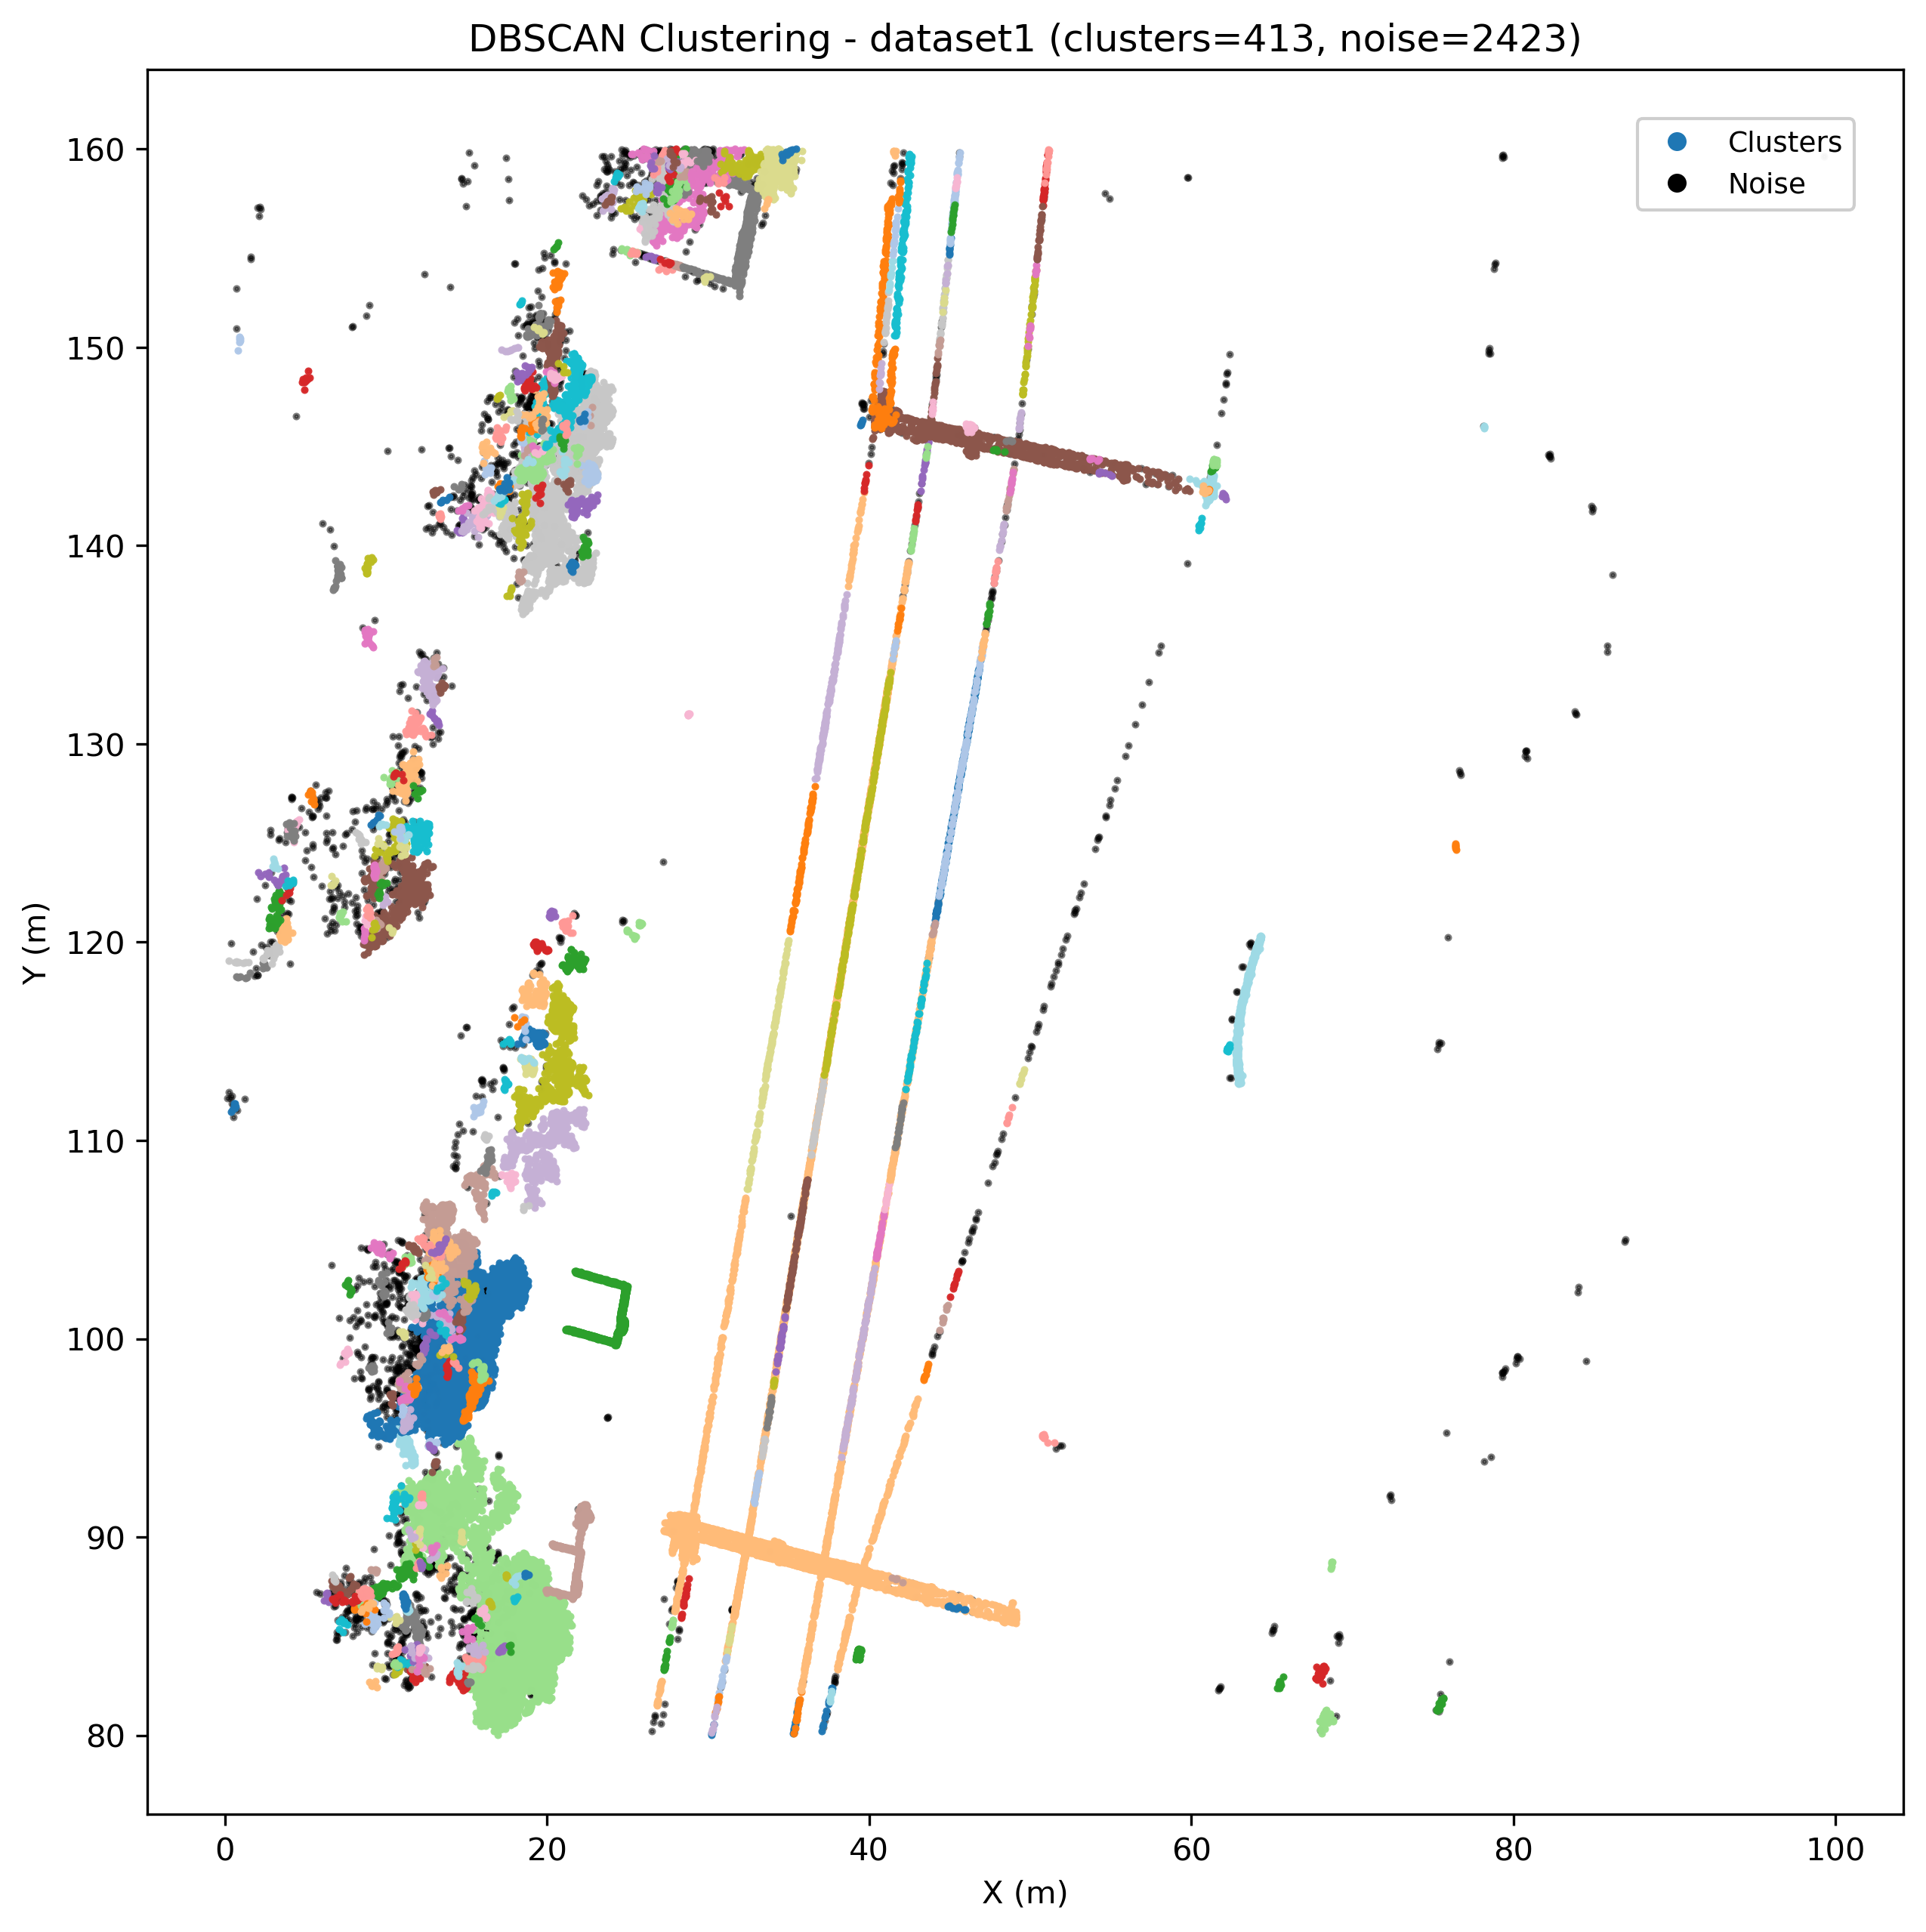 DBSCAN Clustering - dataset1 (clusters=413, noise=2423)
Clusters
Noise
160
150
140
130
120
110
100
90
80
Y (m)
0 20 40 60 80 100
X (m)